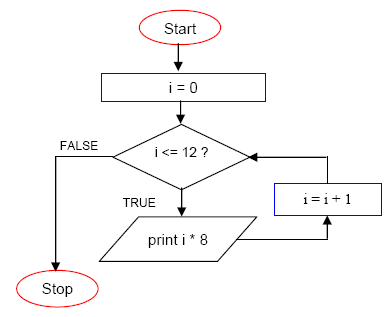 Start
i = 0
i <= 12 ?
FALSE
TRUE
print i * 8
i = i + 1
Stop